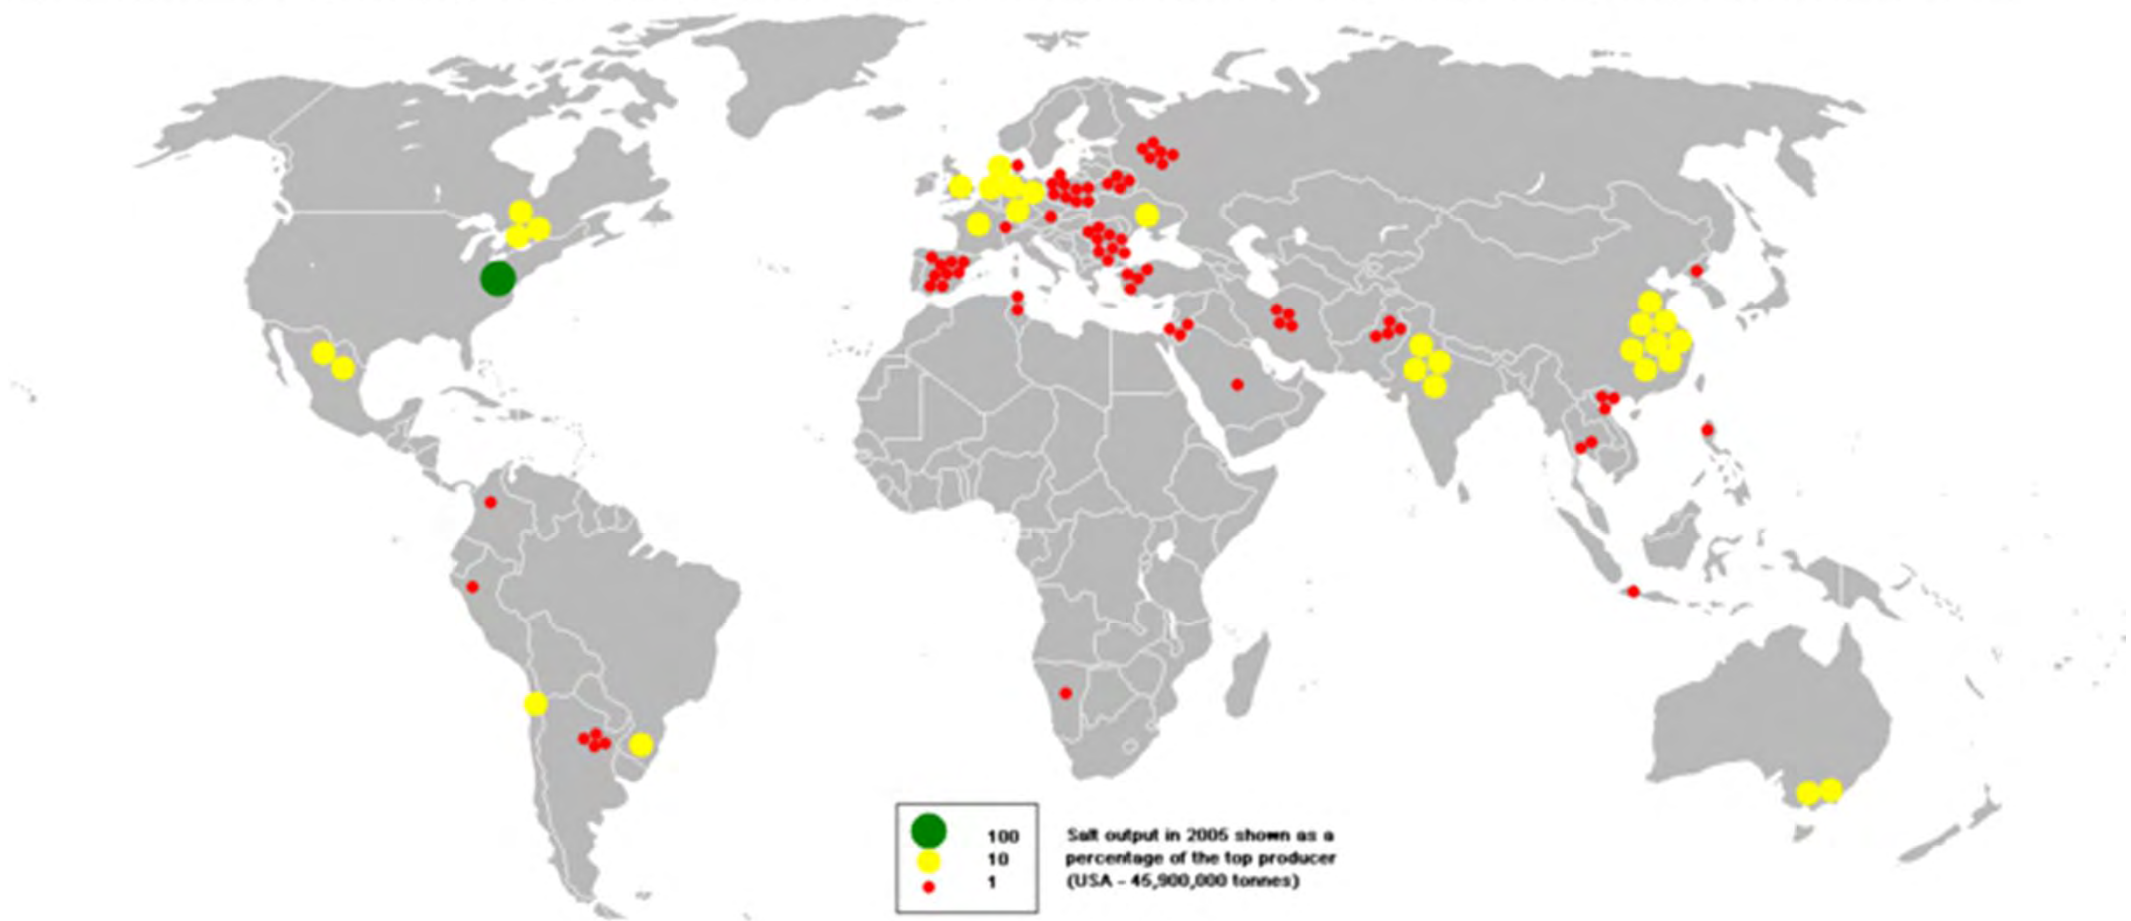 100
10
1
Salt output in 2005 shown as a
percentage of the top producer
(USA - 45,900,000 tonnes)